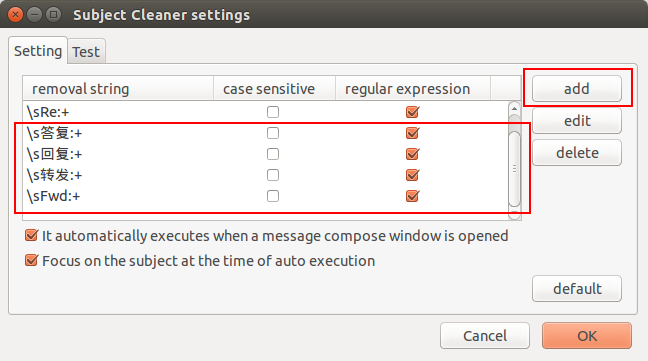 Subject Cleaner settings
Setting Test
removal string case sensitive regular expression
\sRe:+
\s答复:+
\s回复:+
\s转发:+
\sFwd:+
add
edit
delete
It automatically executes when a message compose window is opened
Focus on the subject at the time of auto execution
default
Cancel OK